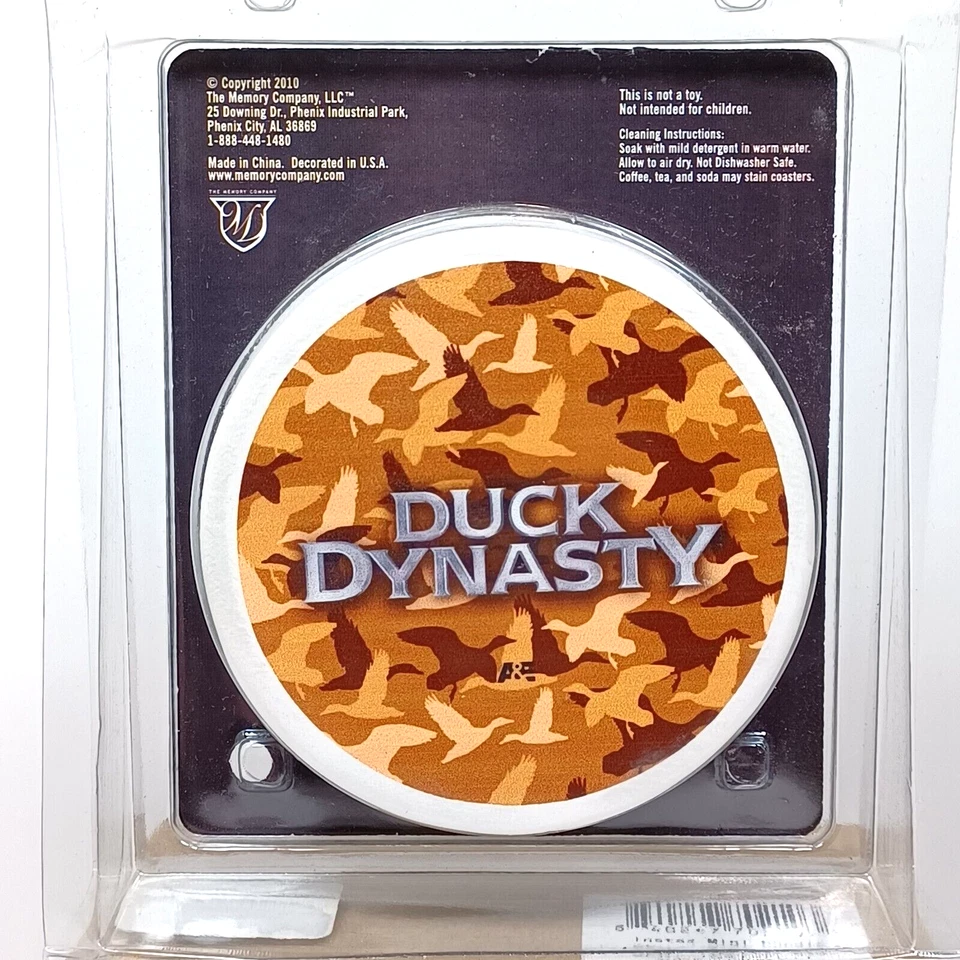 © Copyright 2010
The Memory Company, LLC™
25 Downing Dr., Phenix Industrial Park,
Phenix City, AL 36869
1-888-448-1480
Made in China. Decorated in U.S.A.
www.memorycompany.com
THE MEMORY COMPANY
This is not a toy.
Not intended for children.
Cleaning Instructions:
Soak with mild detergent in warm water.
Allow to air dry. Not Dishwasher Safe.
Coffee, tea, and soda may stain coasters.
DUCK
DYNASTY
A&E